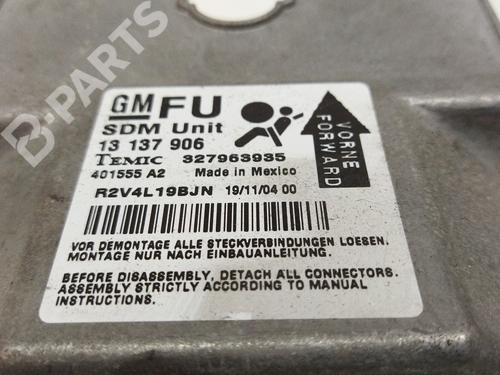 B-PARTS
GM FU
SDM Unit
13 137 906
TEMIC 327963935
401555 A2 Made in Mexico
R2V4L19BJN 19/11/04 00
VORNE
FORWARD
VOR DEMONTAGE ALLE STECKVERBINDUNGEN LOESEN.
MONTAGE NUR NACH EINBAUANLEITUNG.
BEFORE DISASSEMBLY, DETACH ALL CONNECTORS.
ASSEMBLY STRICTLY ACCORDING TO MANUAL
INSTRUCTIONS.